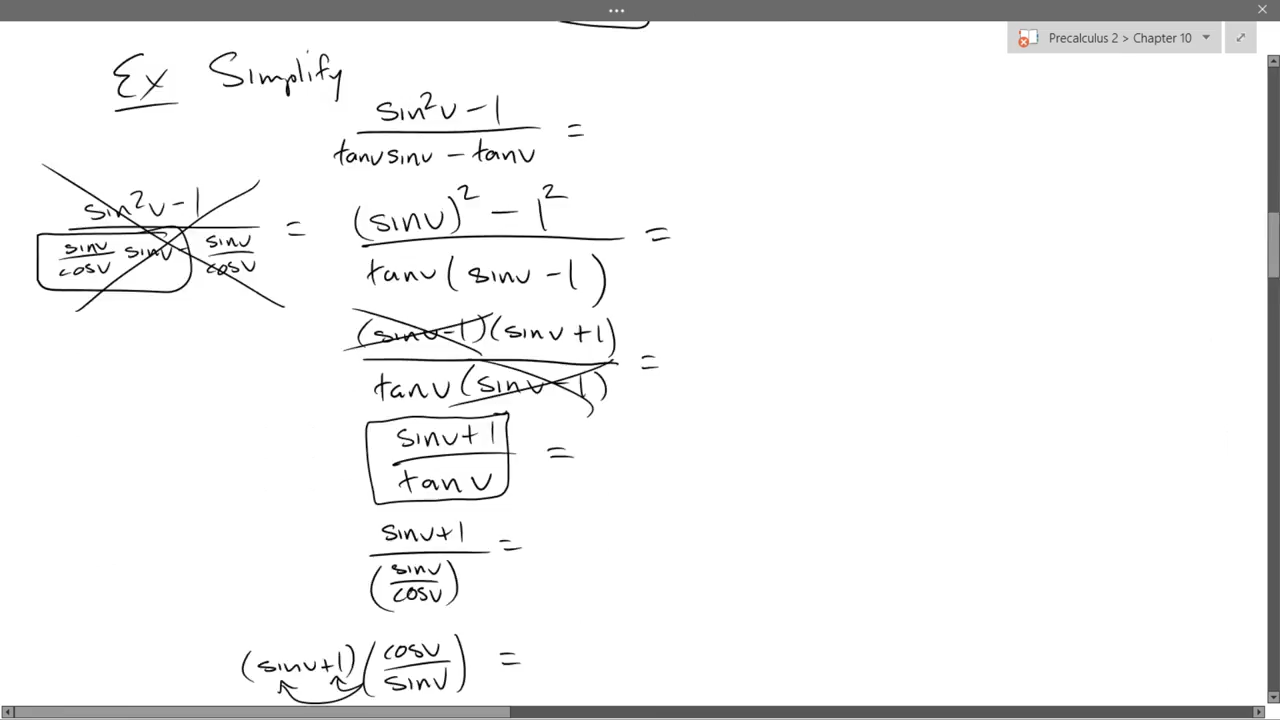 Precalculus 2 > Chapter 10
Ex Simplify
sin²v - 1
tanv sinv - tanv
=
sin²v - 1
sinv/cosv sinv - sinv/cosv
=
(sinv)² - 1²
tanv(sinv - 1)
=
(sinv-1)(sinv+1)
tanv(sinv-1)
=
sinv+1
tanv
=
sinv+1
(sinv/cosv)
=
(sinv+1)(cosv/sinv) =